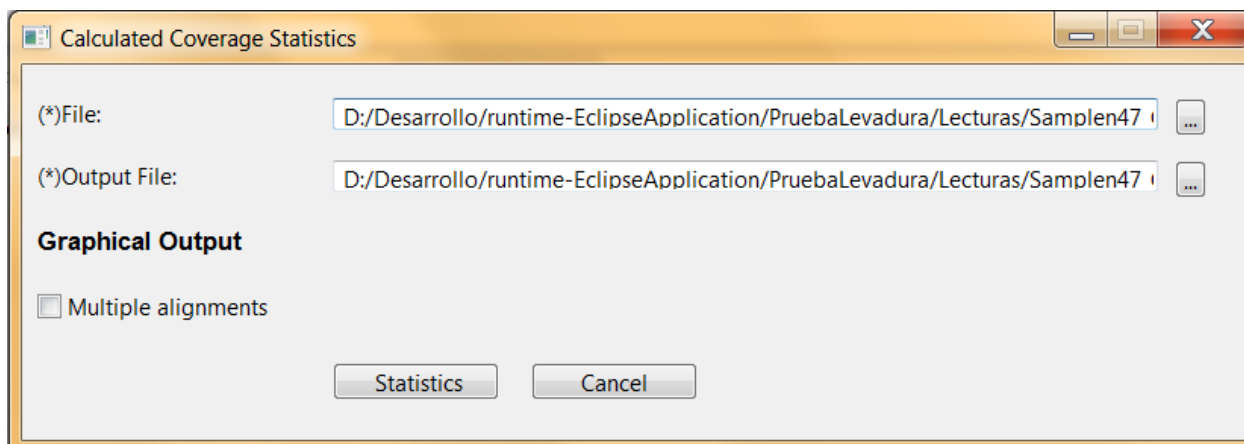 Calculated Coverage Statistics
(*)File: D:/Desarrollo/runtime-EclipseApplication/PruebaLevadura/Lecturas/Samplen47 ...
(*)Output File: D:/Desarrollo/runtime-EclipseApplication/PruebaLevadura/Lecturas/Samplen47 ...
Graphical Output
Multiple alignments
Statistics Cancel